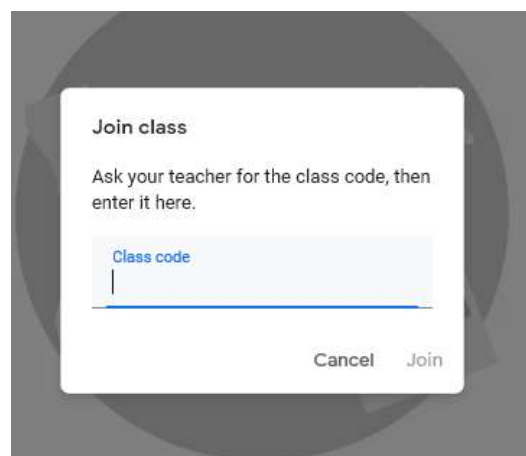 Join class
Ask your teacher for the class code, then
enter it here.
Class code
Cancel Join